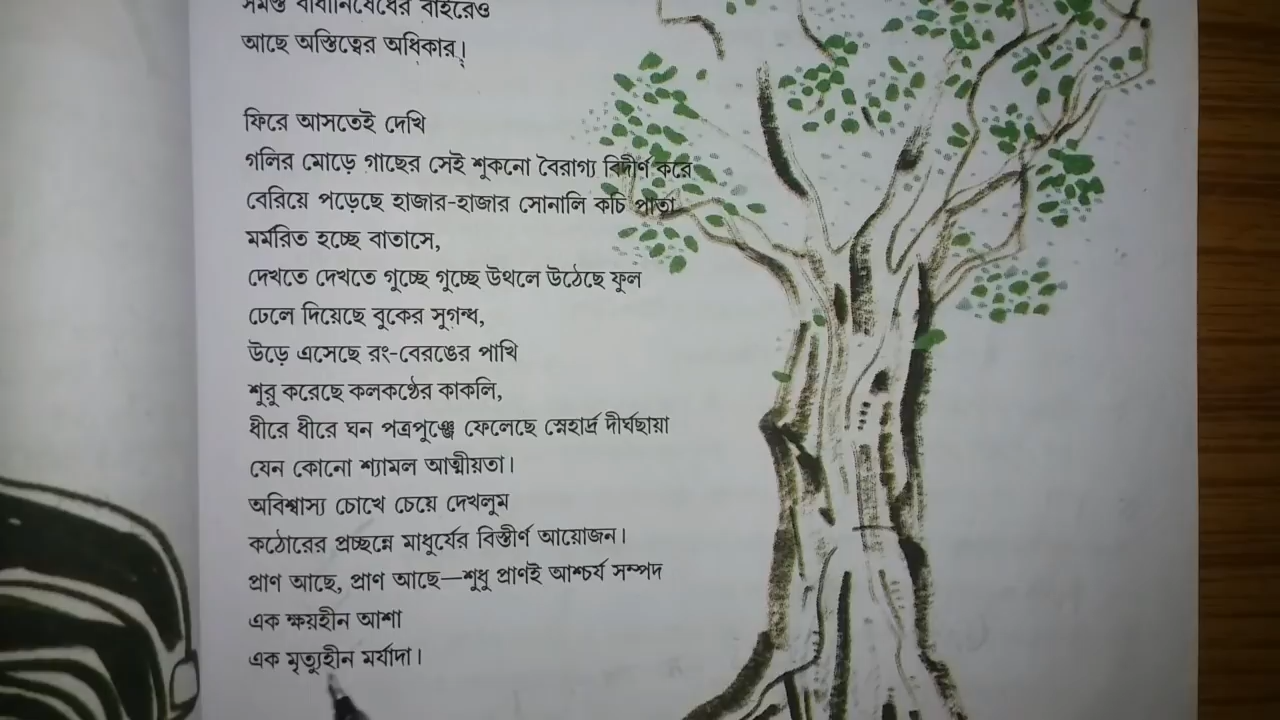 সমস্ত বাধানিষেধের বাইরেও
আছে অস্তিত্বের অধিকার।
ফিরে আসতেই দেখি
গলির মোড়ে গাছের সেই শুকনো বৈরাগ্য বিদীর্ণ করে
বেরিয়ে পড়েছে হাজার-হাজার সোনালি কচি পাতা
মর্মরিত হচ্ছে বাতাসে,
দেখতে দেখতে গুচ্ছে গুচ্ছে উথলে উঠেছে ফুল
ঢেলে দিয়েছে বুকের সুগন্ধ,
উড়ে এসেছে রং-বেরঙের পাখি
শুরু করেছে কলকণ্ঠের কাকলি,
ধীরে ধীরে ঘন পত্রপুঞ্জে ফেলেছে স্নেহার্দ্র দীর্ঘছায়া
যেন কোনো শ্যামল আত্মীয়তা।
অবিশ্বাস্য চোখে চেয়ে দেখলুম
কঠোরের প্রচ্ছন্নে মাধুর্যের বিস্তীর্ণ আয়োজন।
প্রাণ আছে, প্রাণ আছে—শুধু প্রাণই আশ্চর্য সম্পদ
এক ক্ষয়হীন আশা
এক মৃত্যুহীন মর্যাদা।